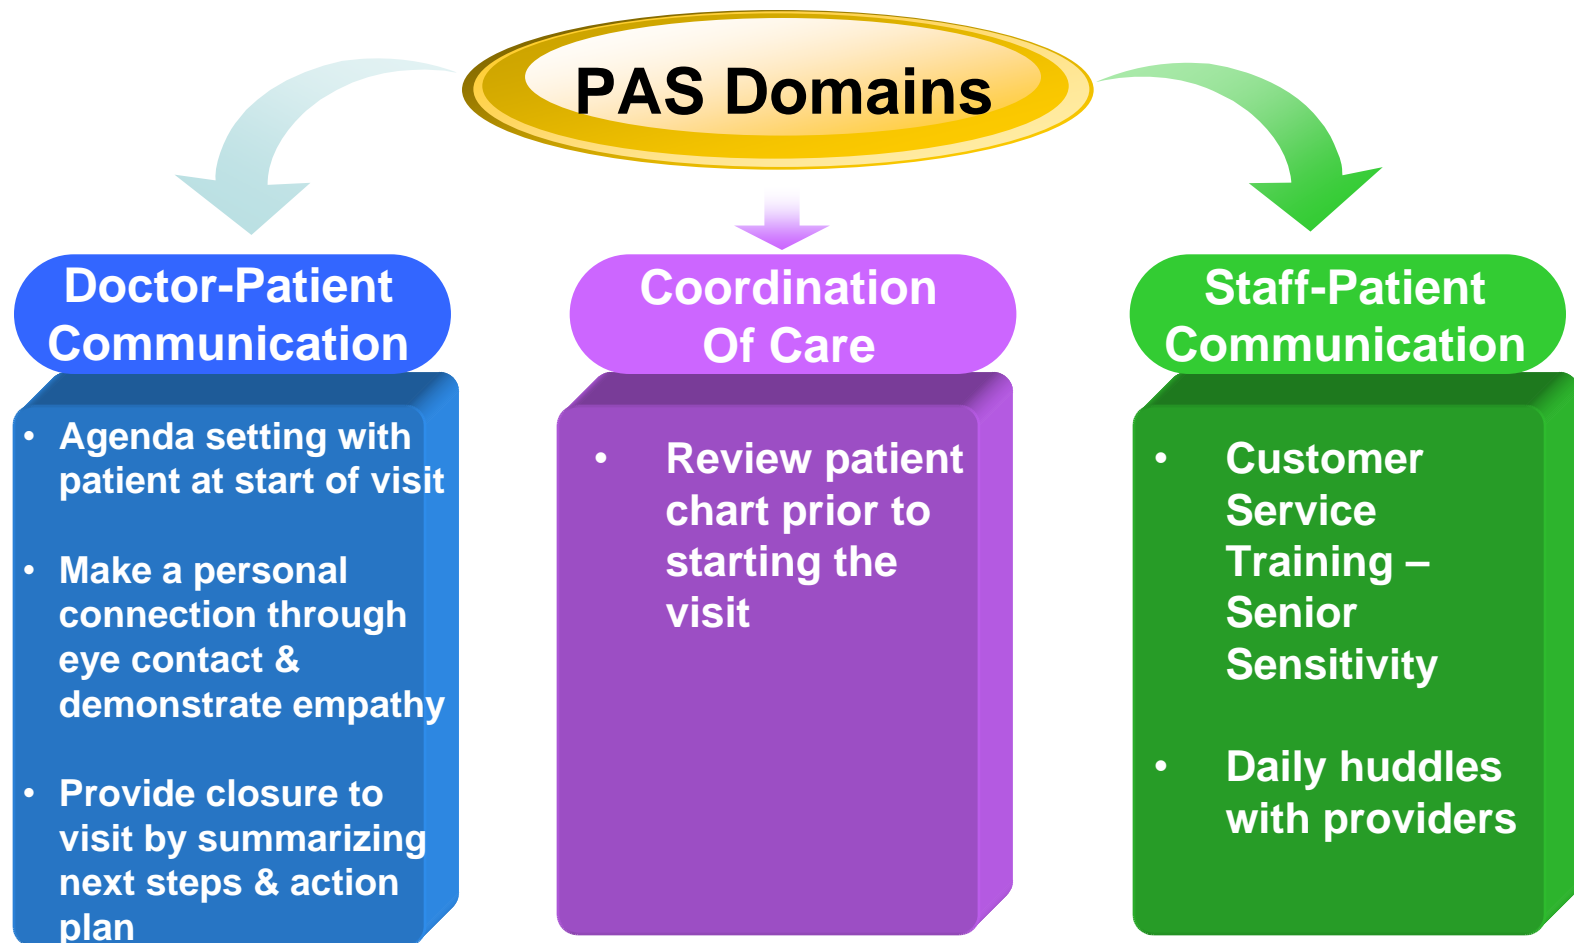 PAS Domains
Doctor-Patient
Communication
• Agenda setting with
patient at start of visit
• Make a personal
connection through
eye contact &
demonstrate empathy
• Provide closure to
visit by summarizing
next steps & action
plan
Coordination
Of Care
• Review patient
chart prior to
starting the
visit
Staff-Patient
Communication
• Customer
Service
Training –
Senior
Sensitivity
• Daily huddles
with providers